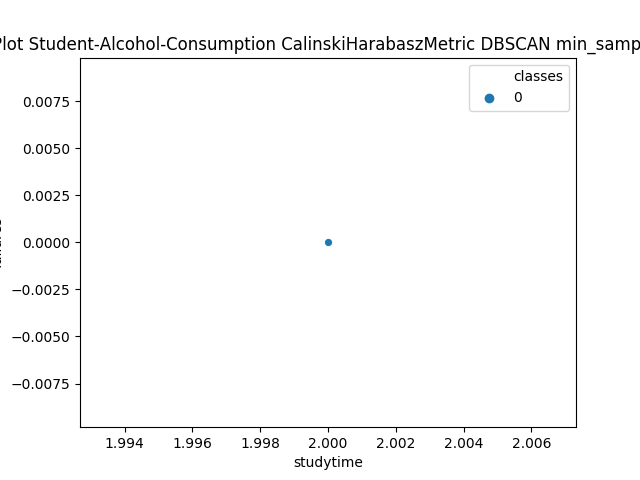 Plot Student-Alcohol-Consumption CalinskiHarabaszMetric DBSCAN min_samp
classes
0
0.0075
0.0050
0.0025
0.0000
−0.0025
−0.0050
−0.0075
1.994 1.996 1.998 2.000 2.002 2.004 2.006
studytime